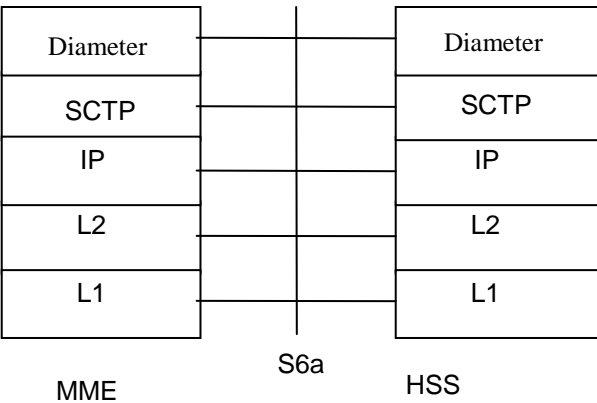 Diameter
Diameter
SCTP
SCTP
IP
IP
L2
L2
L1
L1
S6a
MME
HSS